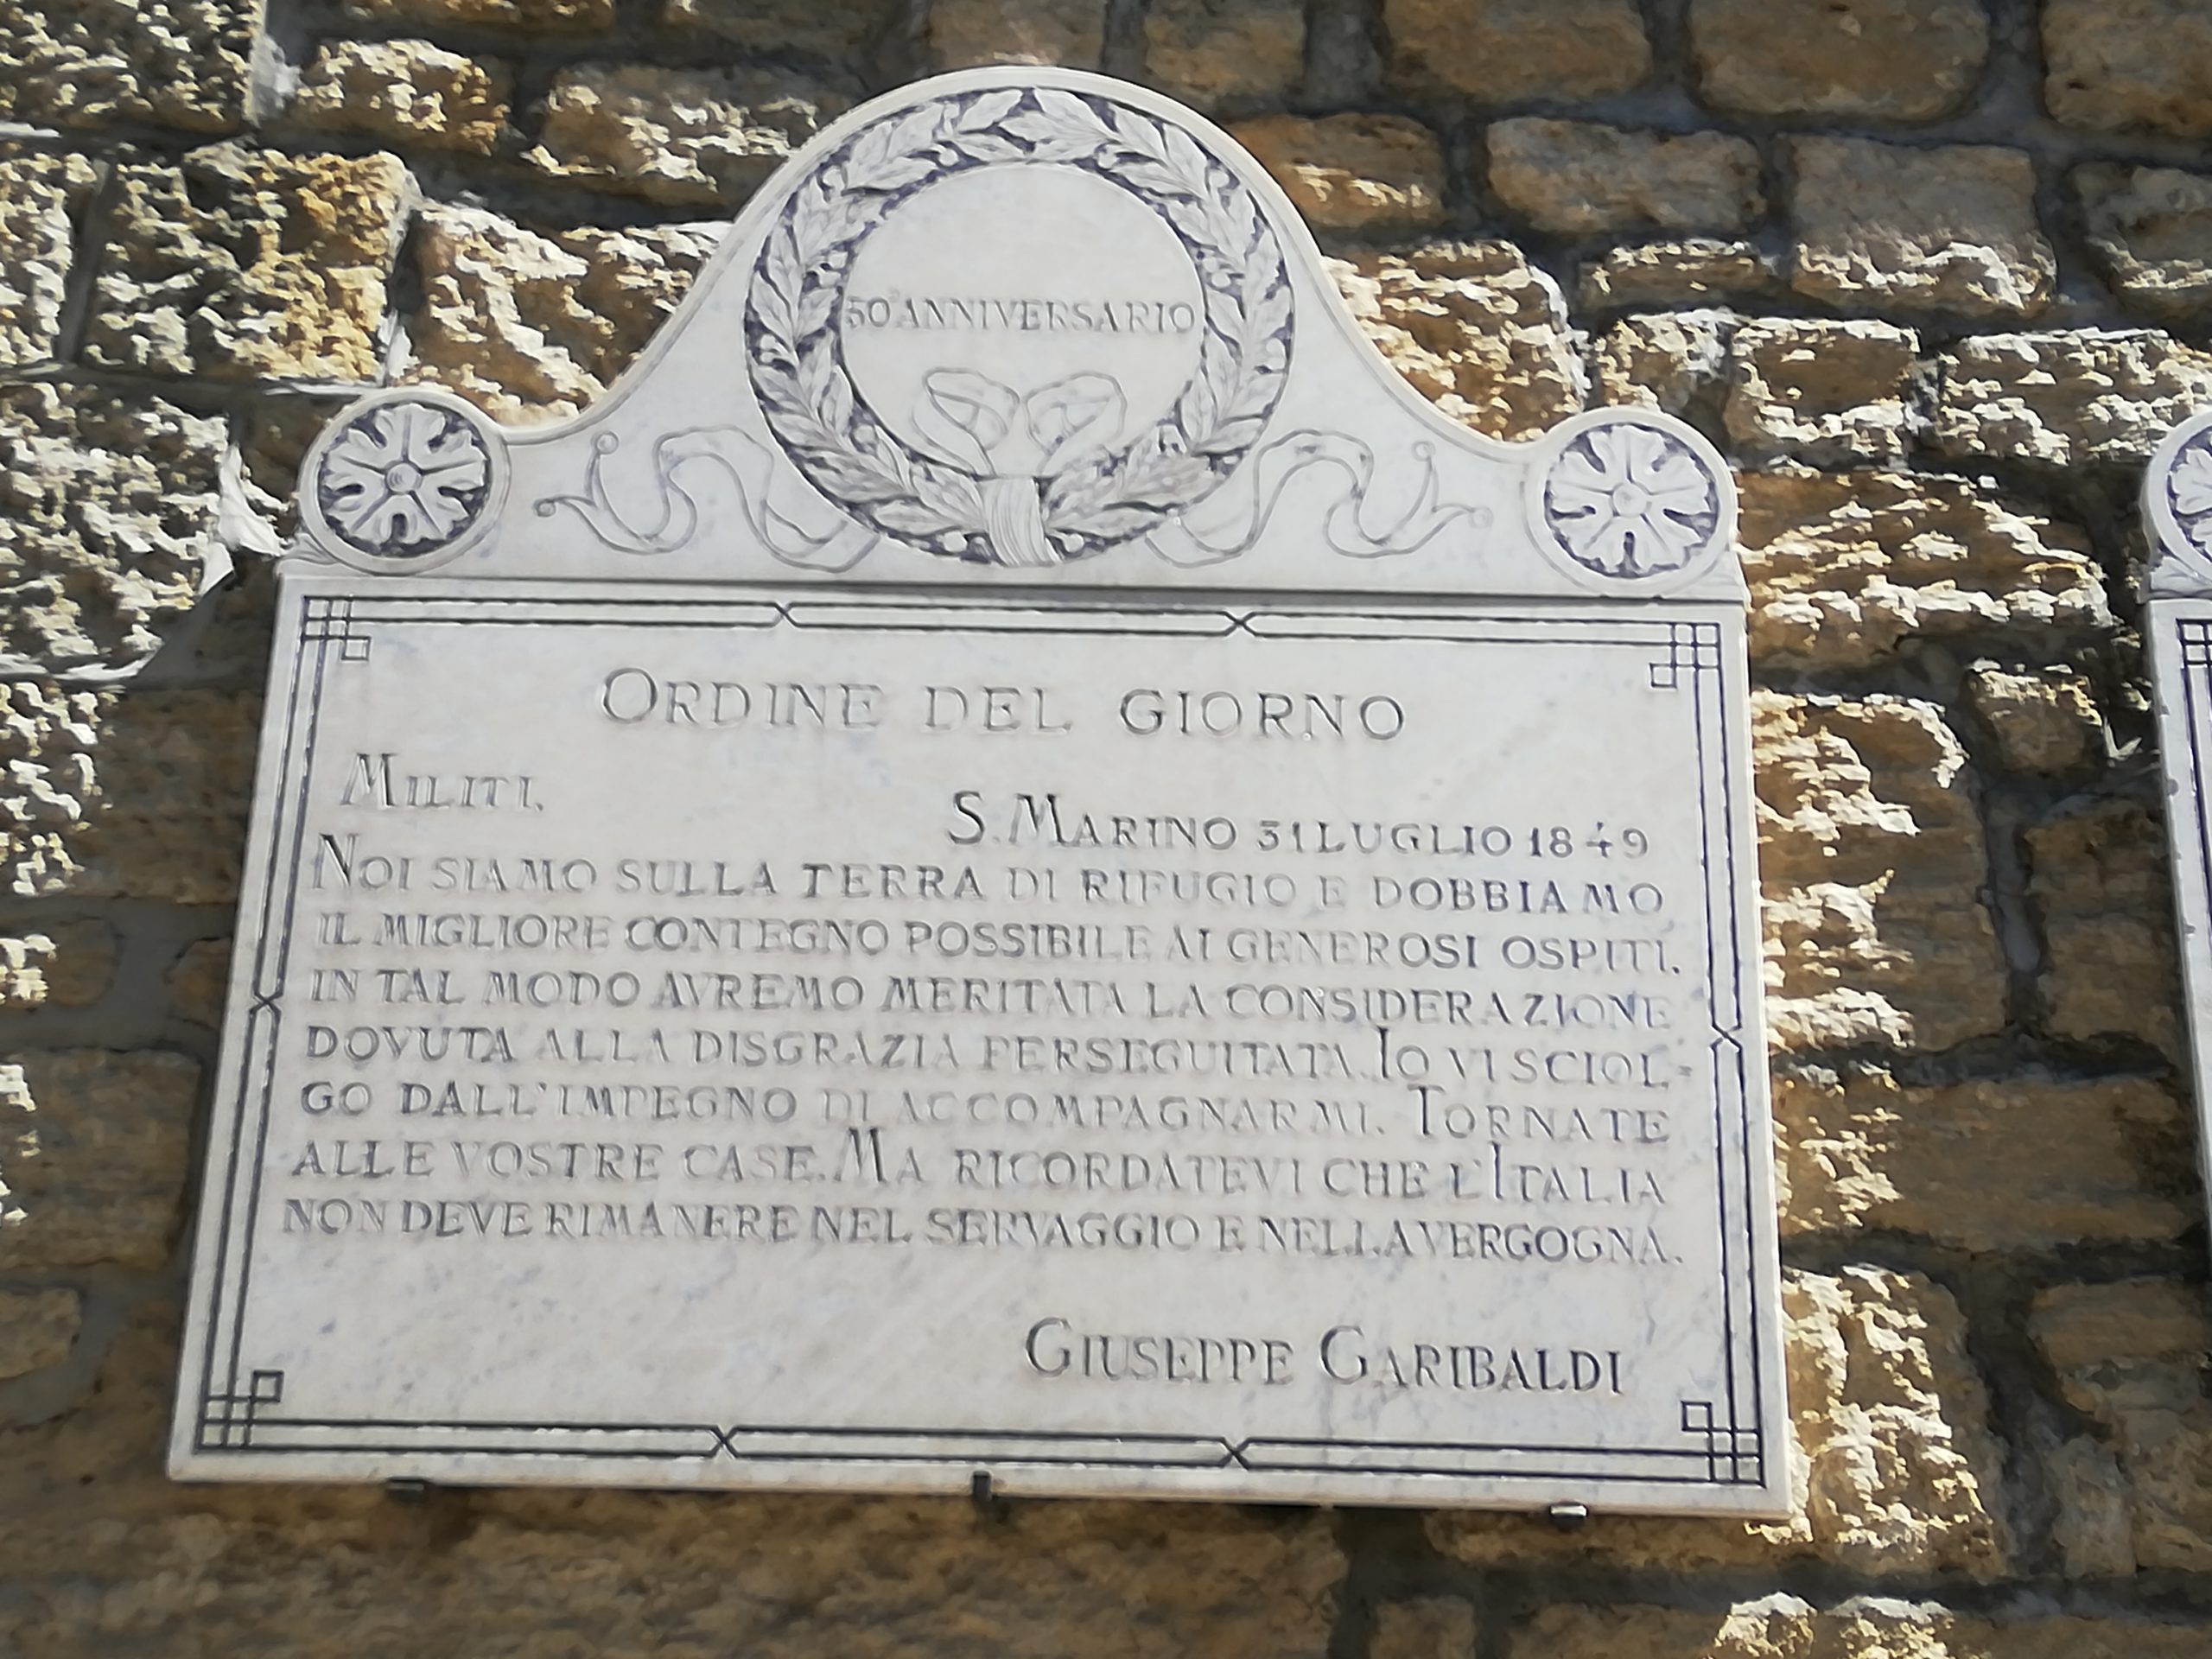 50° ANNIVERSARIO
ORDINE DEL GIORNO
MILITI.
S. MARINO 31 LUGLIO 1849
NOI SIAMO SULLA TERRA DI RIFUGIO E DOBBIAMO
IL MIGLIORE CONTEGNO POSSIBILE AI GENEROSI OSPITI.
IN TAL MODO AVREMO MERITATA LA CONSIDERAZIONE
DOVUTA ALLA DISGRAZIA PERSEGUITATA. IO VI SCIOL-
GO DALL'IMPEGNO DI ACCOMPAGNARMI. TORNATE
ALLE VOSTRE CASE. MA RICORDATEVI CHE L'ITALIA
NON DEVE RIMANERE NEL SERVAGGIO E NELLA VERGOGNA.
GIUSEPPE GARIBALDI